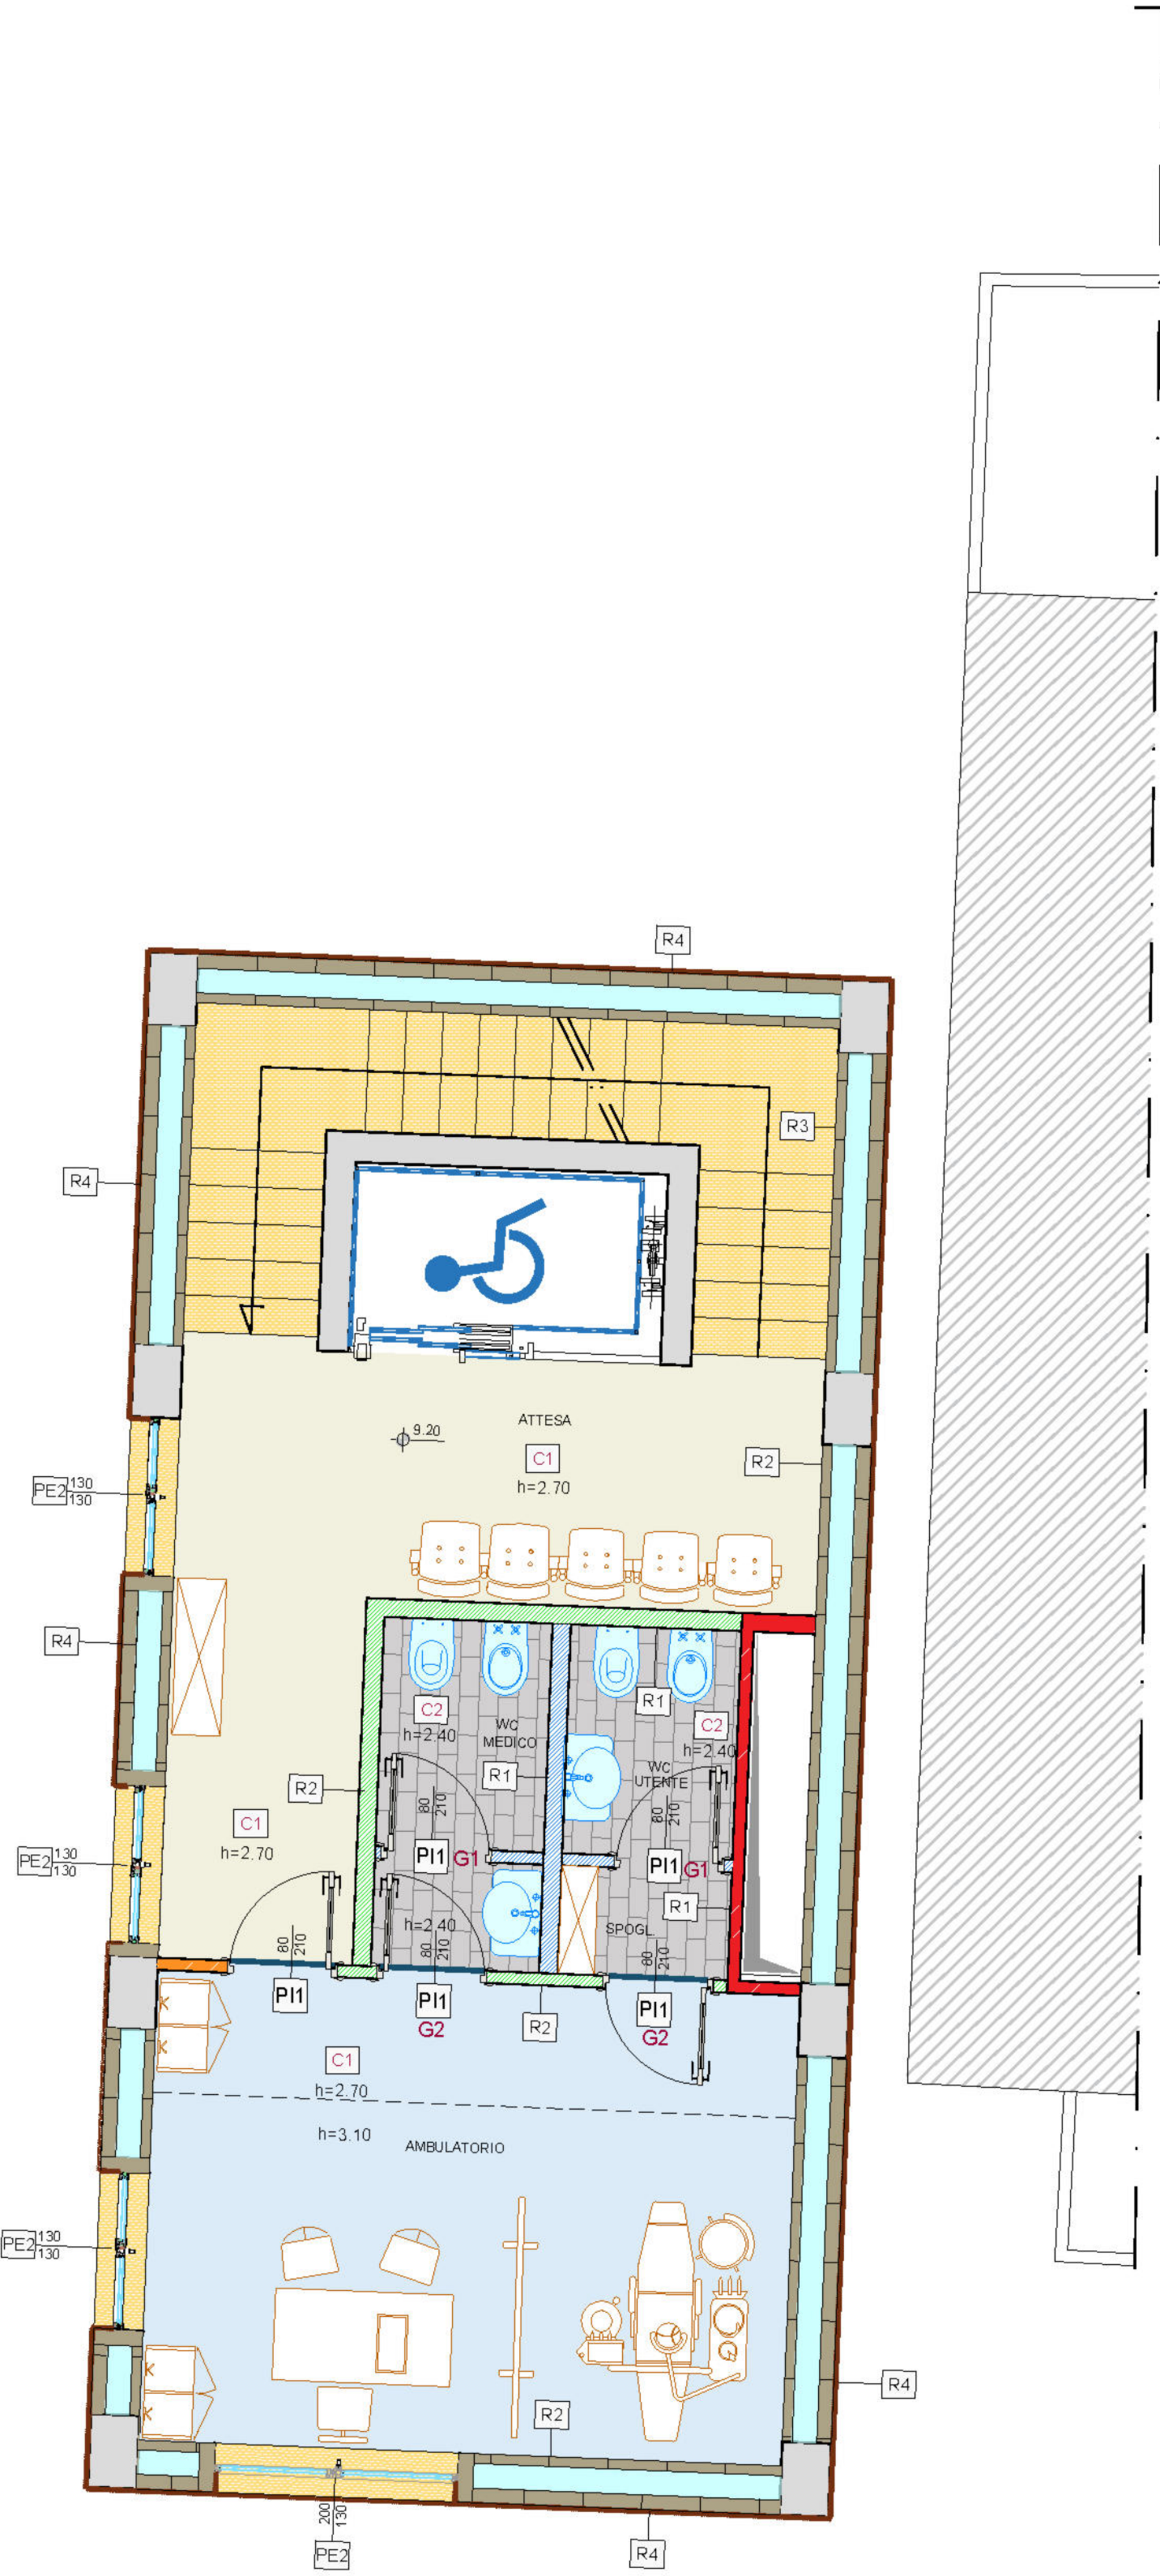 R4
R3
R4
ATTESA
9.20
C1
R2
h=2.70
PE2 130
130
R4
R1
C2
C2
h=2.40
WC
MEDICO
h=2.40
WC
UTENTE
R1
R2
80
210
80
210
C1
h=2.70
PE2 130
130
PI1 G1
PI1 G1
R1
h=2.40
SPOGL.
80
210
80
210
80
210
PI1
PI1
G2
PI1
G2
R2
C1
h=2.70
h=3.10
AMBULATORIO
PE2 130
130
R4
R2
200
130
PE2
R4